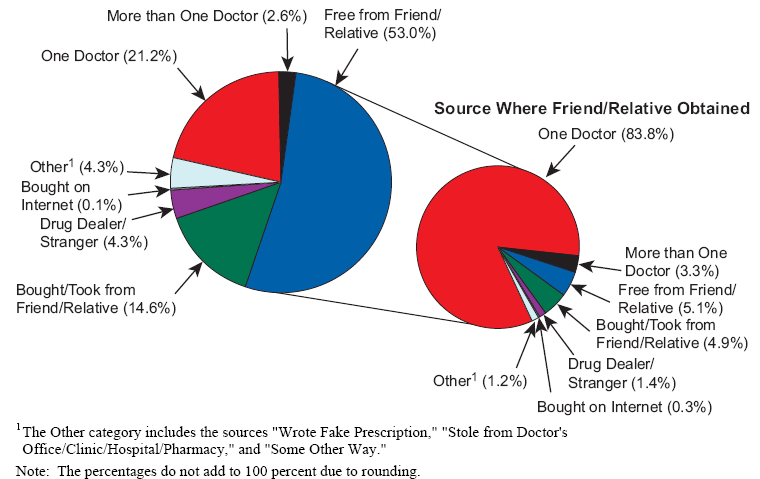 More than One Doctor (2.6%)
Free from Friend/
Relative (53.0%)
One Doctor (21.2%)
Other1 (4.3%)
Bought on
Internet (0.1%)
Drug Dealer/
Stranger (4.3%)
Bought/Took from
Friend/Relative (14.6%)
Source Where Friend/Relative Obtained
One Doctor (83.8%)
More than One
Doctor (3.3%)
Free from Friend/
Relative (5.1%)
Bought/Took from
Friend/Relative (4.9%)
Drug Dealer/
Stranger (1.4%)
Other1 (1.2%)
Bought on Internet (0.3%)
1 The Other category includes the sources "Wrote Fake Prescription," "Stole from Doctor's
Office/Clinic/Hospital/Pharmacy," and "Some Other Way."
Note: The percentages do not add to 100 percent due to rounding.